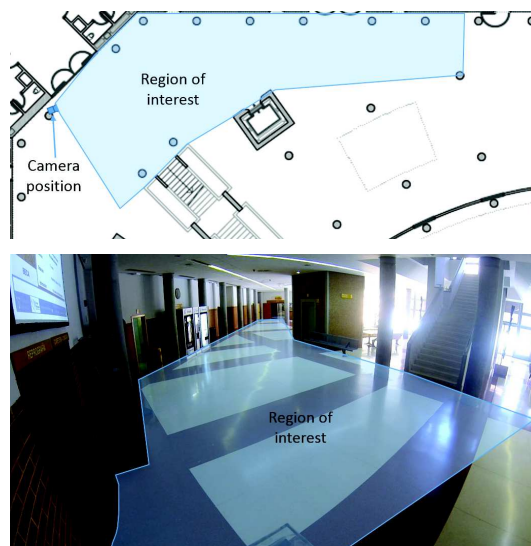 Region of
interest
Camera
position
Region of
interest